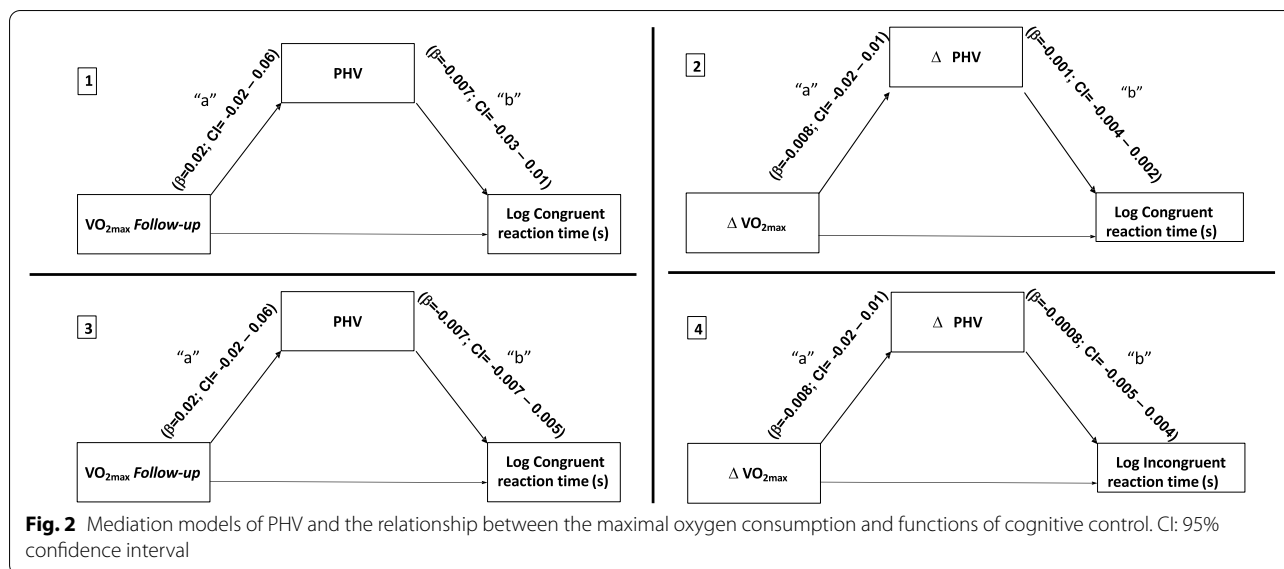 1
PHV
"a"
(β=0.02; CI= -0.02 – 0.06)
(β=-0.007; CI= -0.03 – 0.01)
"b"
VO2max Follow-up
Log Congruent
reaction time (s)
2
Δ PHV
"a"
(β=-0.008; CI= -0.02 – 0.01)
(β=-0.001; CI= -0.004 – 0.002)
"b"
Δ VO2max
Log Congruent
reaction time (s)
3
PHV
"a"
(β=0.02; CI= -0.02 – 0.06)
(β=-0.007; CI= -0.007 – 0.005)
"b"
VO2max Follow-up
Log Congruent
reaction time (s)
4
Δ PHV
"a"
(β=-0.008; CI= -0.02 – 0.01)
(β=-0.0008; CI= -0.005 – 0.004)
"b"
Δ VO2max
Log Incongruent
reaction time (s)
Fig. 2 Mediation models of PHV and the relationship between the maximal oxygen consumption and functions of cognitive control. CI: 95%
confidence interval